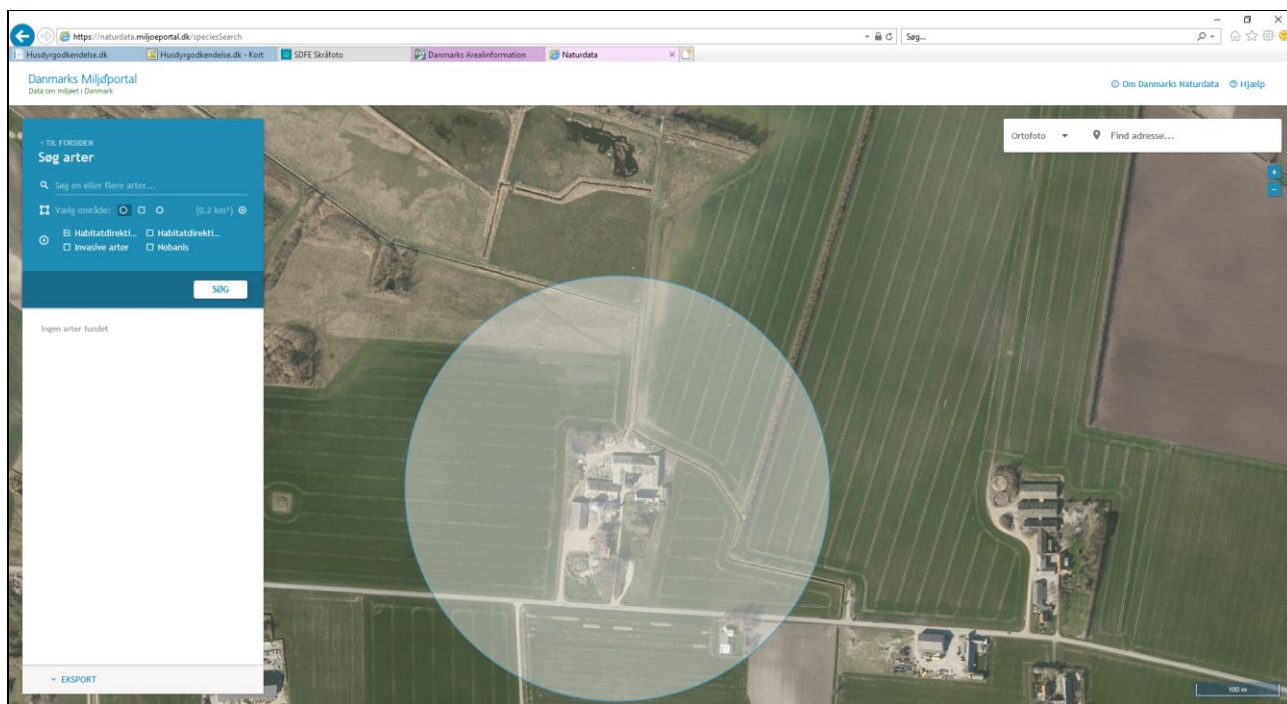 https://naturdata.miljoeportal.dk/speciesSearch
Søg...
Husdyrgodkendelse.dk
Husdyrgodkendelse.dk - Kort
SDFE Skråfoto
Danmarks Arealinformation
Naturdata
Danmarks Miljøportal
Data om miljøet i Danmark
Om Danmarks Naturdata
Hjælp
‹ TIL FORSIDEN
Søg arter
Søg en eller flere arter...
Vælg område:
(0,2 km²)
Habitatdirekti...
Habitatdirekti...
Invasive arter
Nobanis
SØG
Ingen arter fundet
EKSPORT
Ortofoto
Find adresse...
+
−
100 m